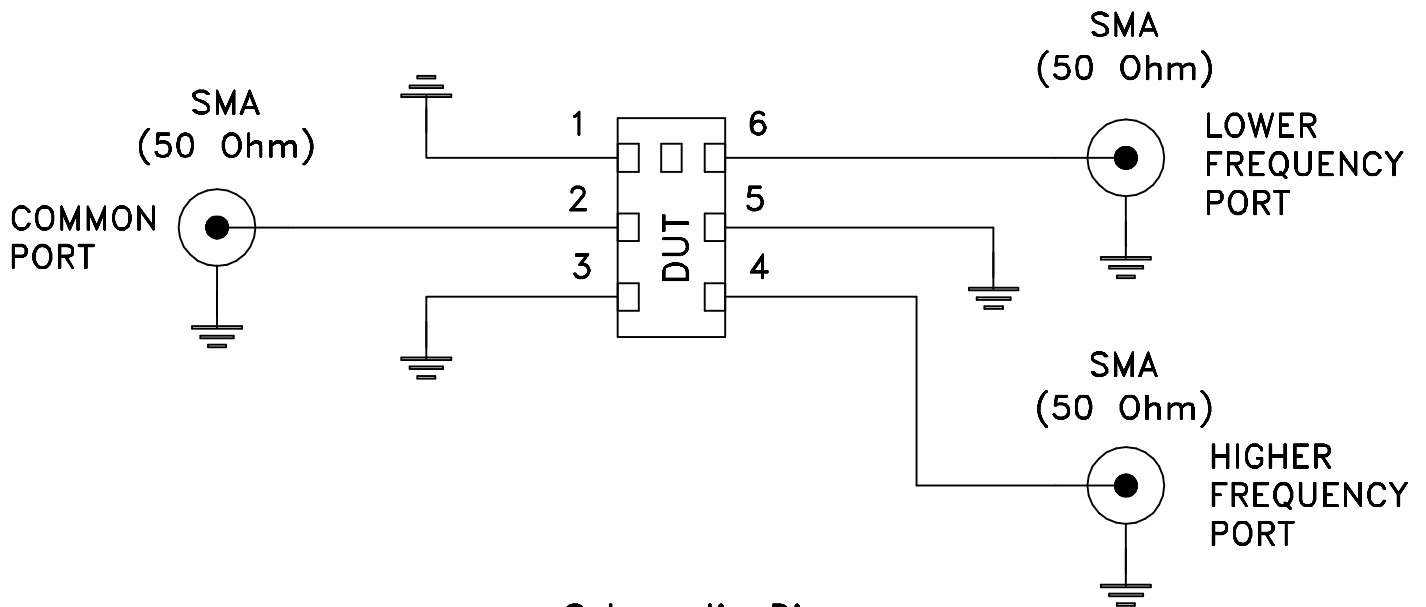 SMA
(50 Ohm)
COMMON
PORT
1
2
3
DUT
6
5
4
SMA
(50 Ohm)
LOWER
FREQUENCY
PORT
SMA
(50 Ohm)
HIGHER
FREQUENCY
PORT